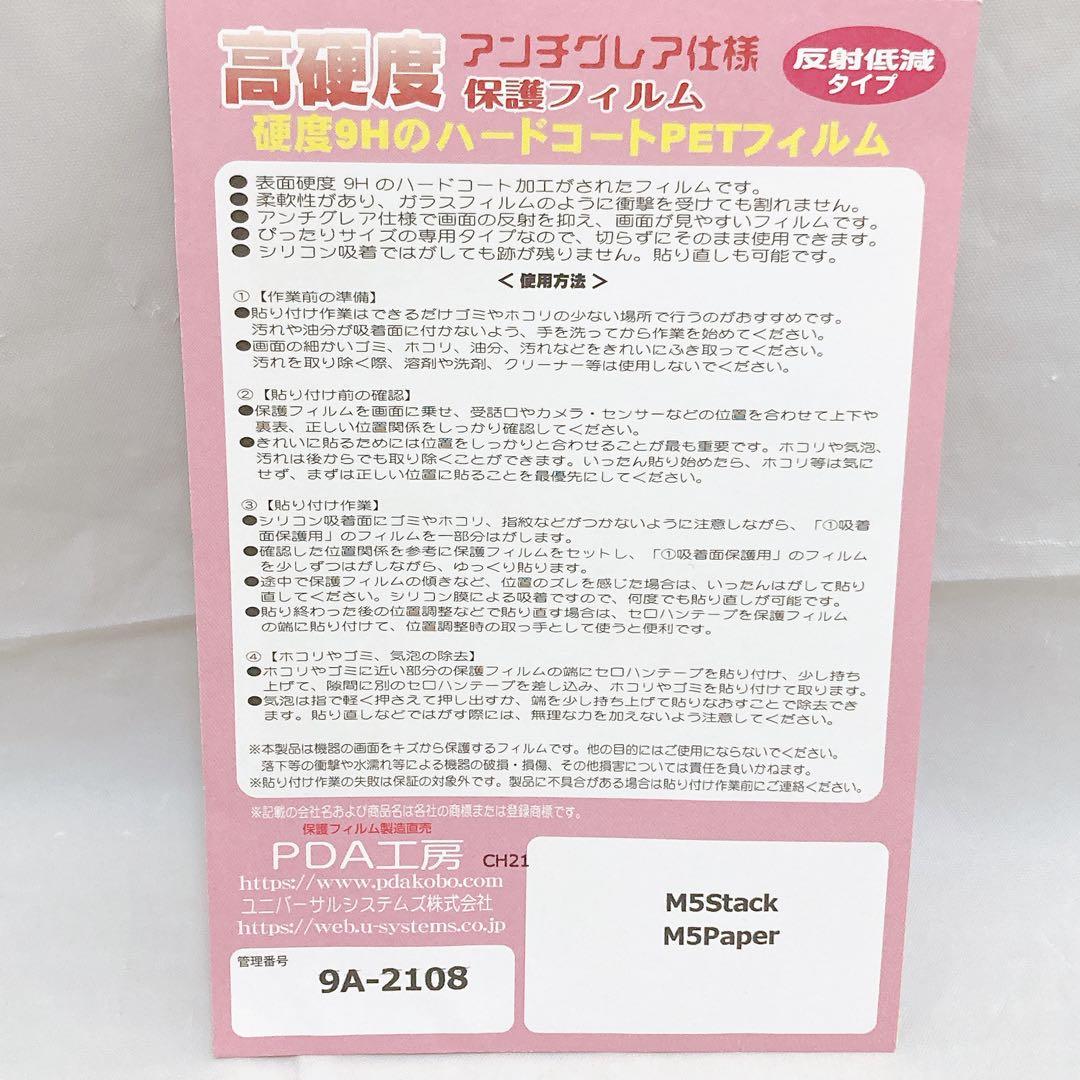 高硬度 アンチグレア仕様 保護フィルム
反射低減タイプ
硬度9HのハードコートPETフィルム
● 表面硬度 9H のハードコート加工がされたフィルムです。
● 柔軟性があり、ガラスフィルムのように衝撃を受けても割れません。
● アンチグレア仕様で画面の反射を抑え、画面が見やすいフィルムです。
● ぴったりサイズの専用タイプなので、切らずにそのまま使用できます。
● シリコン吸着ではがしても跡が残りません。貼り直しも可能です。
＜ 使用方法 ＞
①【作業前の準備】
●貼り付け作業はできるだけゴミやホコリの少ない場所で行うのがおすすめです。
汚れや油分が吸着面に付かないよう、手を洗ってから作業を始めてください。
●画面の細かいゴミ、ホコリ、油分、汚れなどをきれいにふき取ってください。
汚れを取り除く際、溶剤や洗剤、クリーナー等は使用しないでください。
②【貼り付け前の確認】
●保護フィルムを画面に乗せ、受話口やカメラ・センサーなどの位置を合わせて上下や
裏表、正しい位置関係をしっかり確認してください。
●きれいに貼るためには位置をしっかりと合わせることが最も重要です。ホコリや気泡、
汚れは後からでも取り除くことができます。いったん貼り始めたら、ホコリ等は気に
せず、まずは正しい位置に貼ることを最優先にしてください。
③【貼り付け作業】
●シリコン吸着面にゴミやホコリ、指紋などがつかないように注意しながら、「①吸着
面保護用」のフィルムを一部分はがします。
●確認した位置関係を参考に保護フィルムをセットし、「①吸着面保護用」のフィルム
を少しずつはがしながら、ゆっくり貼ります。
●途中で保護フィルムの傾きなど、位置のズレを感じた場合は、いったんはがして貼り
直してください。シリコン膜による吸着ですので、何度でも貼り直しが可能です。
●貼り終わった後の位置調整などで貼り直す場合は、セロハンテープを保護フィルム
の端に貼り付けて、位置調整時の取っ手として使うと便利です。
④【ホコリやゴミ、気泡の除去】
●ホコリやゴミに近い部分の保護フィルムの端にセロハンテープを貼り付け、少し持ち
上げて、隙間に別のセロハンテープを差し込み、ホコリやゴミを貼り付けて取ります。
●気泡は指で軽く押さえて押し出すか、端を少し持ち上げて貼りなおすことで除去でき
ます。貼り直しなどではがす際には、無理な力を加えないよう注意してください。
※本製品は機器の画面をキズから保護するフィルムです。他の目的にはご使用にならないでください。
落下等の衝撃や水濡れ等による機器の破損・損傷、その他損害については責任を負いかねます。
※貼り付け作業の失敗は保証の対象外です。製品に不具合がある場合は貼り付け作業前にご連絡ください。
※記載の会社名および商品名は各社の商標または登録商標です。
保護フィルム製造直売
PDA工房 CH21
https://www.pdakobo.com
ユニバーサルシステムズ株式会社
https://web.u-systems.co.jp
管理番号
9A-2108
M5Stack
M5Paper